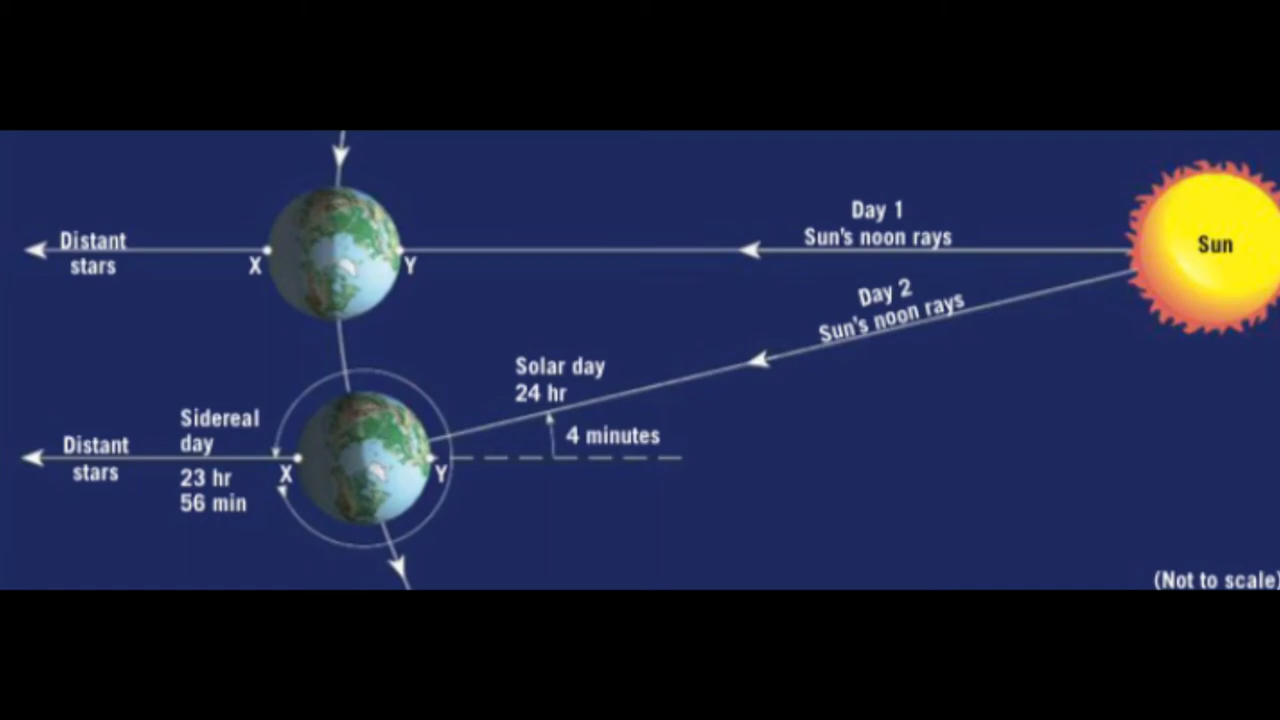 Day 1
Sun's noon rays
Sun
Distant
stars
X
Y
Day 2
Sun's noon rays
Solar day
24 hr
4 minutes
Sidereal
day
23 hr
56 min
Distant
stars
X
Y
(Not to scale)